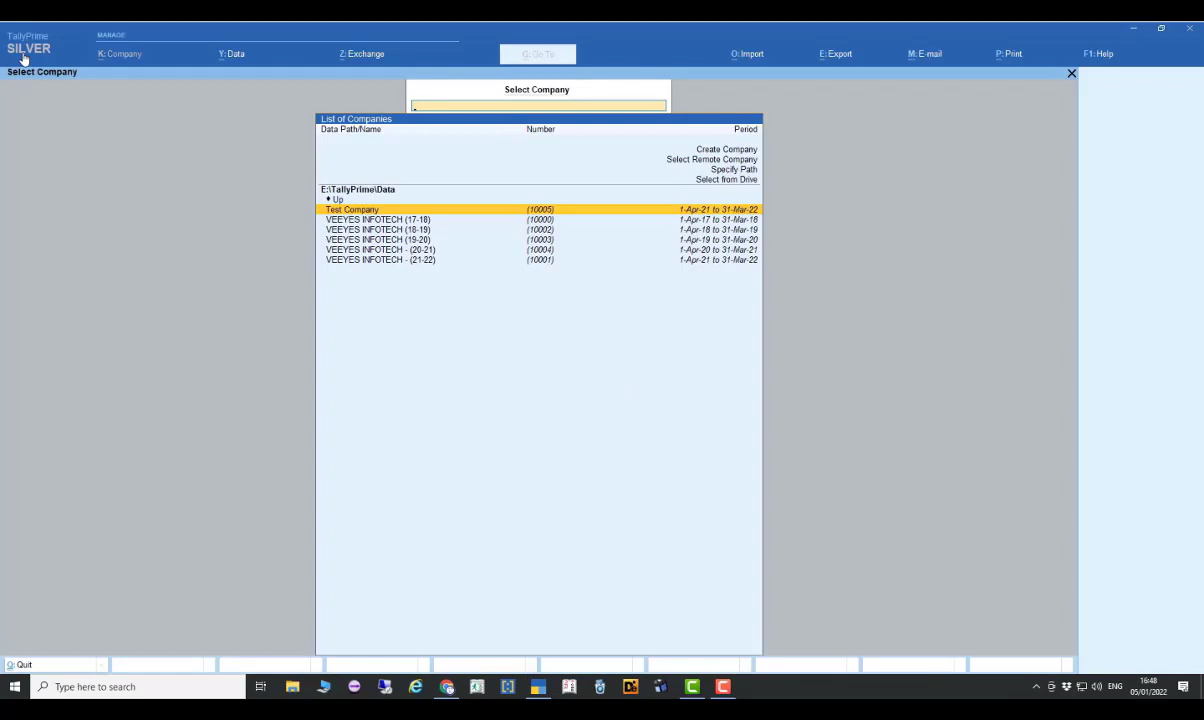 TallyPrime
MANAGE
SILVER
K: Company
Y: Data
Z: Exchange
G: Go To
O: Import
E: Export
M: E-mail
P: Print
F1: Help
Select Company
Select Company
List of Companies
Data Path/Name Number Period
Create Company
Select Remote Company
Specify Path
Select from Drive
E:\TallyPrime\Data
♦ Up
Test Company (10005) 1-Apr-21 to 31-Mar-22
VEEYES INFOTECH (17-18) (10000) 1-Apr-17 to 31-Mar-18
VEEYES INFOTECH (18-19) (10002) 1-Apr-18 to 31-Mar-19
VEEYES INFOTECH (19-20) (10003) 1-Apr-19 to 31-Mar-20
VEEYES INFOTECH - (20-21) (10004) 1-Apr-20 to 31-Mar-21
VEEYES INFOTECH - (21-22) (10001) 1-Apr-21 to 31-Mar-22
Q: Quit
Type here to search
ENG
16:48
05/01/2022